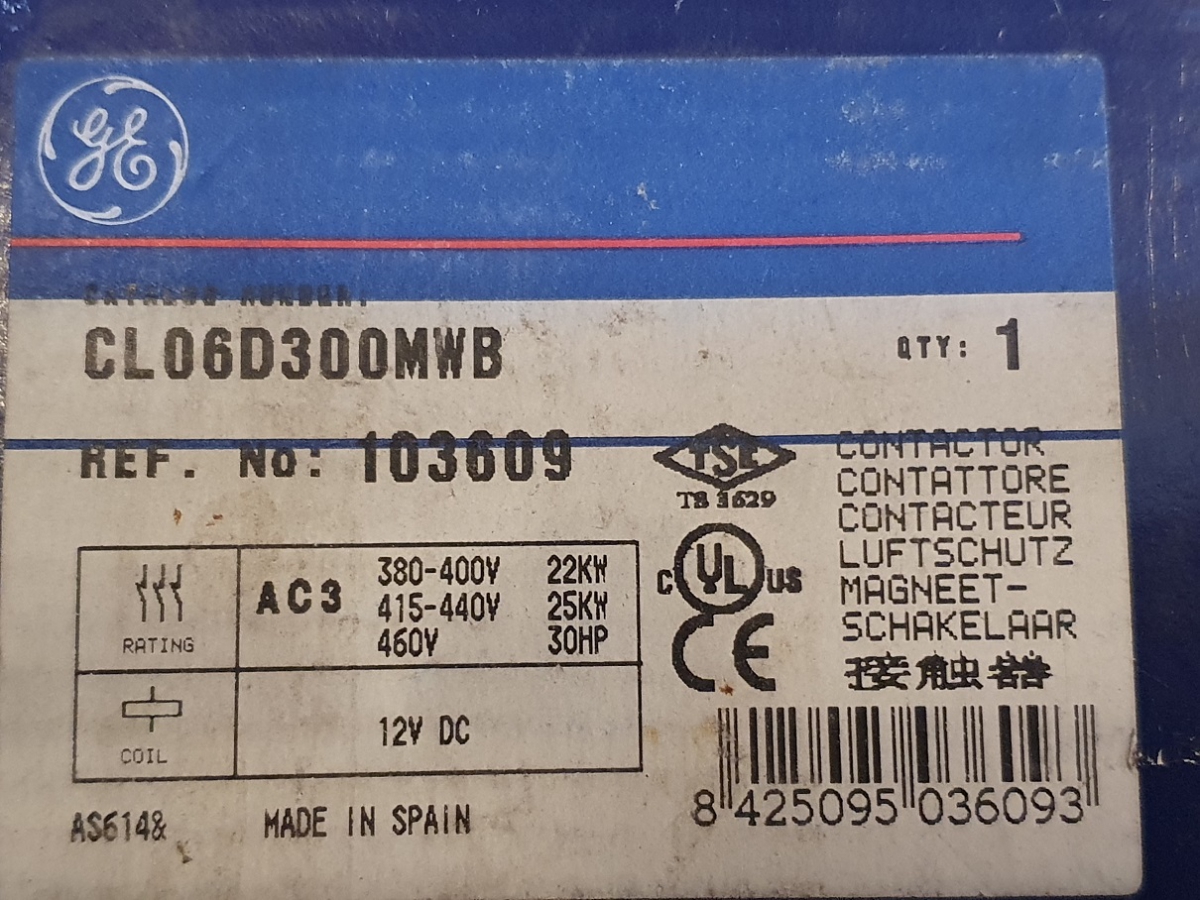 GE
CATALOG NUMBER:
CL06D300MWB
QTY: 1
REF. No: 103609
TSE
TS 3629
C UL US
CE
CONTACTOR
CONTATTORE
CONTACTEUR
LUFTSCHUTZ
MAGNEET-
SCHAKELAAR
接触器
RATING
AC3
380-400V 22KW
415-440V 25KW
460V 30HP
COIL
12V DC
AS614&
MADE IN SPAIN
8 425095 036093